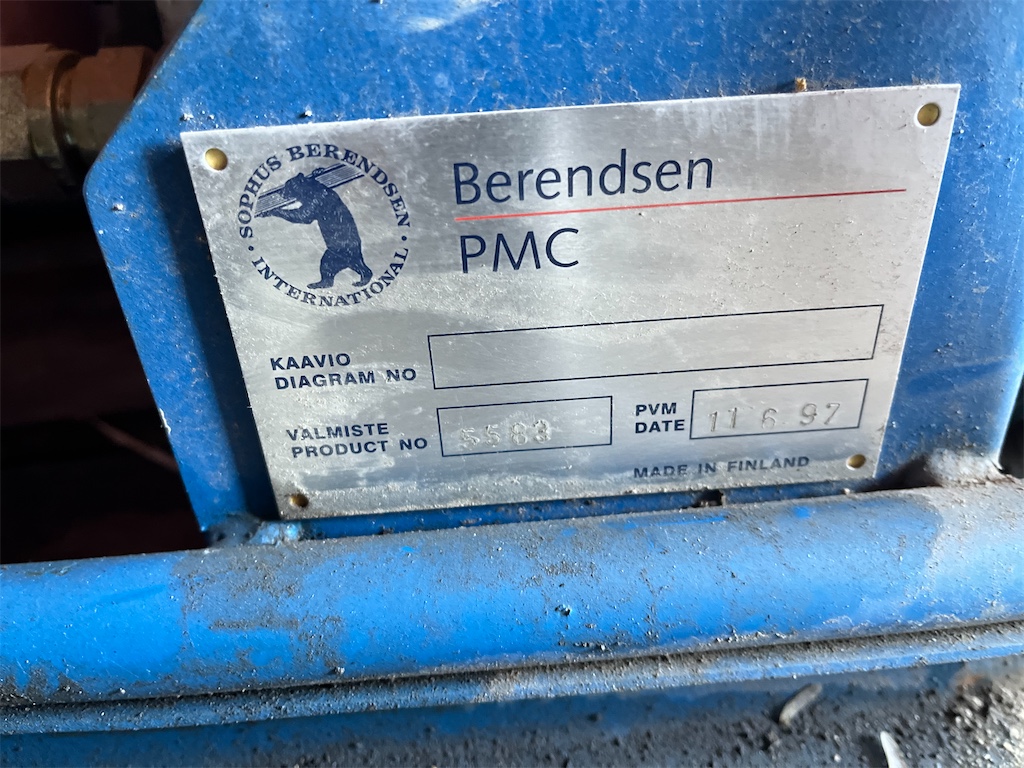 · SOPHUS BERENDSEN ·
INTERNATIONAL
Berendsen
PMC
KAAVIO
DIAGRAM NO
VALMISTE
PRODUCT NO
5583
PVM
DATE
11 6 97
MADE IN FINLAND